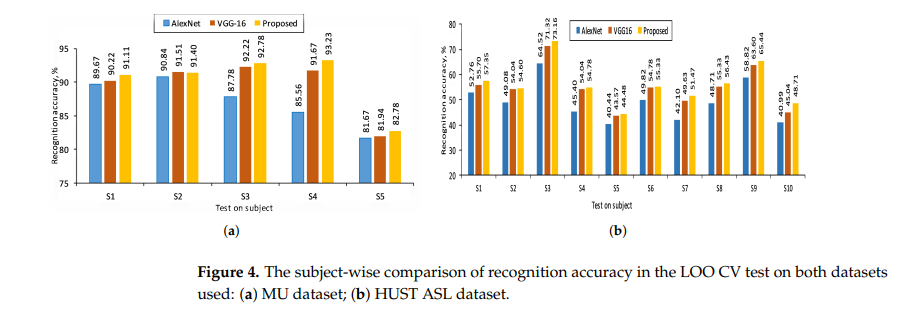 AlexNet VGG-16 Proposed
Recognition accuracy, %
95
90
85
80
75
89.67 90.22 91.11
90.84 91.51 91.40
87.78 92.22 92.78
85.56 91.67 93.23
81.67 81.94 82.78
S1 S2 S3 S4 S5
Test on subject
(a)
AlexNet VGG16 Proposed
Recognition accuracy, %
80
70
60
50
40
30
20
52.76 55.70 57.35
49.08 54.04 54.60
64.52 71.32 73.16
45.40 54.04 54.78
40.44 43.57 44.48
49.82 54.78 55.33
42.10 49.63 51.47
48.71 55.33 56.43
58.82 63.60 65.44
40.99 45.04 48.71
S1 S2 S3 S4 S5 S6 S7 S8 S9 S10
Test on subject
(b)
Figure 4. The subject-wise comparison of recognition accuracy in the LOO CV test on both datasets
used: (a) MU dataset; (b) HUST ASL dataset.